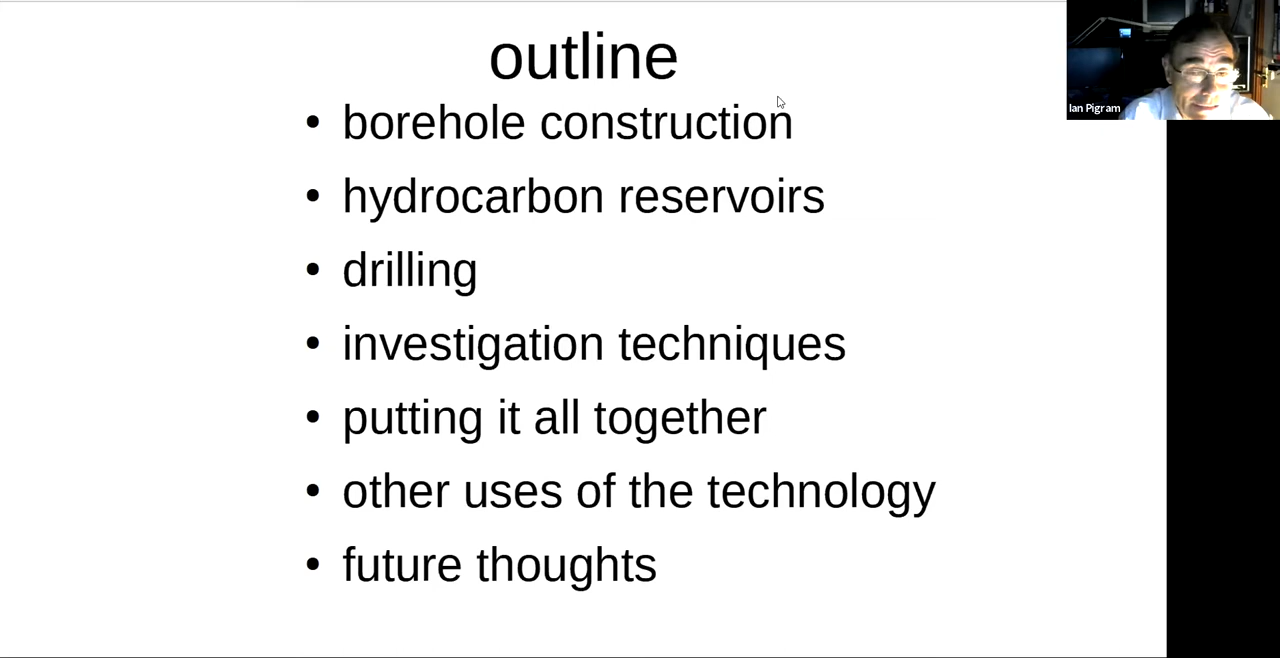 outline
• borehole construction
• hydrocarbon reservoirs
• drilling
• investigation techniques
• putting it all together
• other uses of the technology
• future thoughts
Ian Pigram